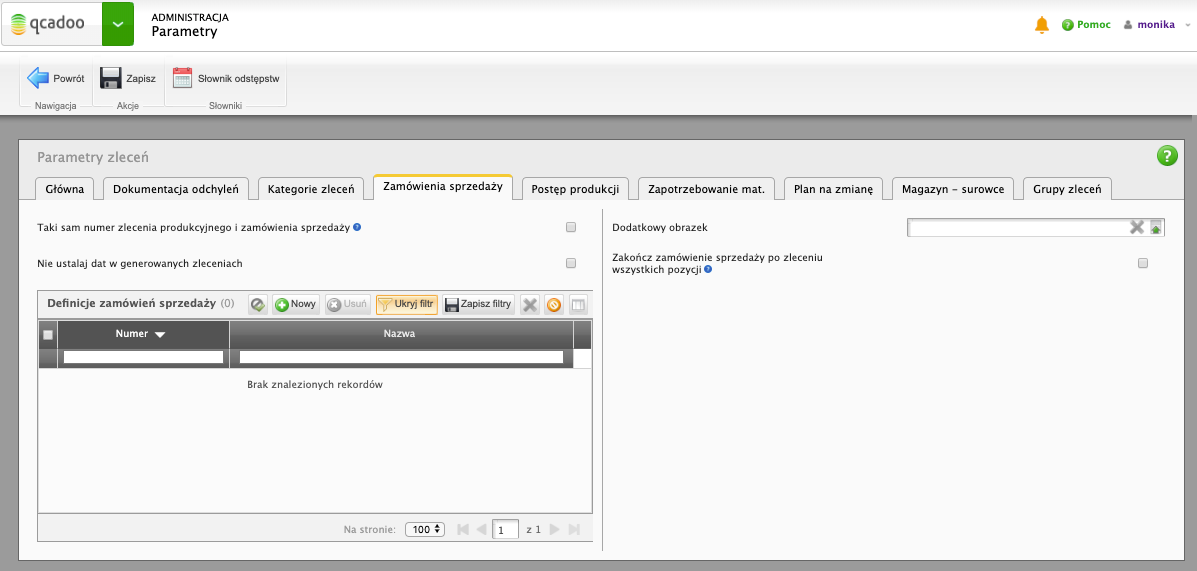 qcadoo
ADMINISTRACJA
Parametry
Pomoc
monika
Powrót
Zapisz
Słownik odstępstw
Nawigacja
Akcje
Słowniki
Parametry zleceń
?
Główna
Dokumentacja odchyleń
Kategorie zleceń
Zamówienia sprzedaży
Postęp produkcji
Zapotrzebowanie mat.
Plan na zmianę
Magazyn - surowce
Grupy zleceń
Taki sam numer zlecenia produkcyjnego i zamówienia sprzedaży
Nie ustalaj dat w generowanych zleceniach
Definicje zamówień sprzedaży (0)
Nowy
Usuń
Ukryj filtr
Zapisz filtry
Numer
Nazwa
Brak znalezionych rekordów
Na stronie:
100
1
z 1
Dodatkowy obrazek
Zakończ zamówienie sprzedaży po zleceniu
wszystkich pozycji